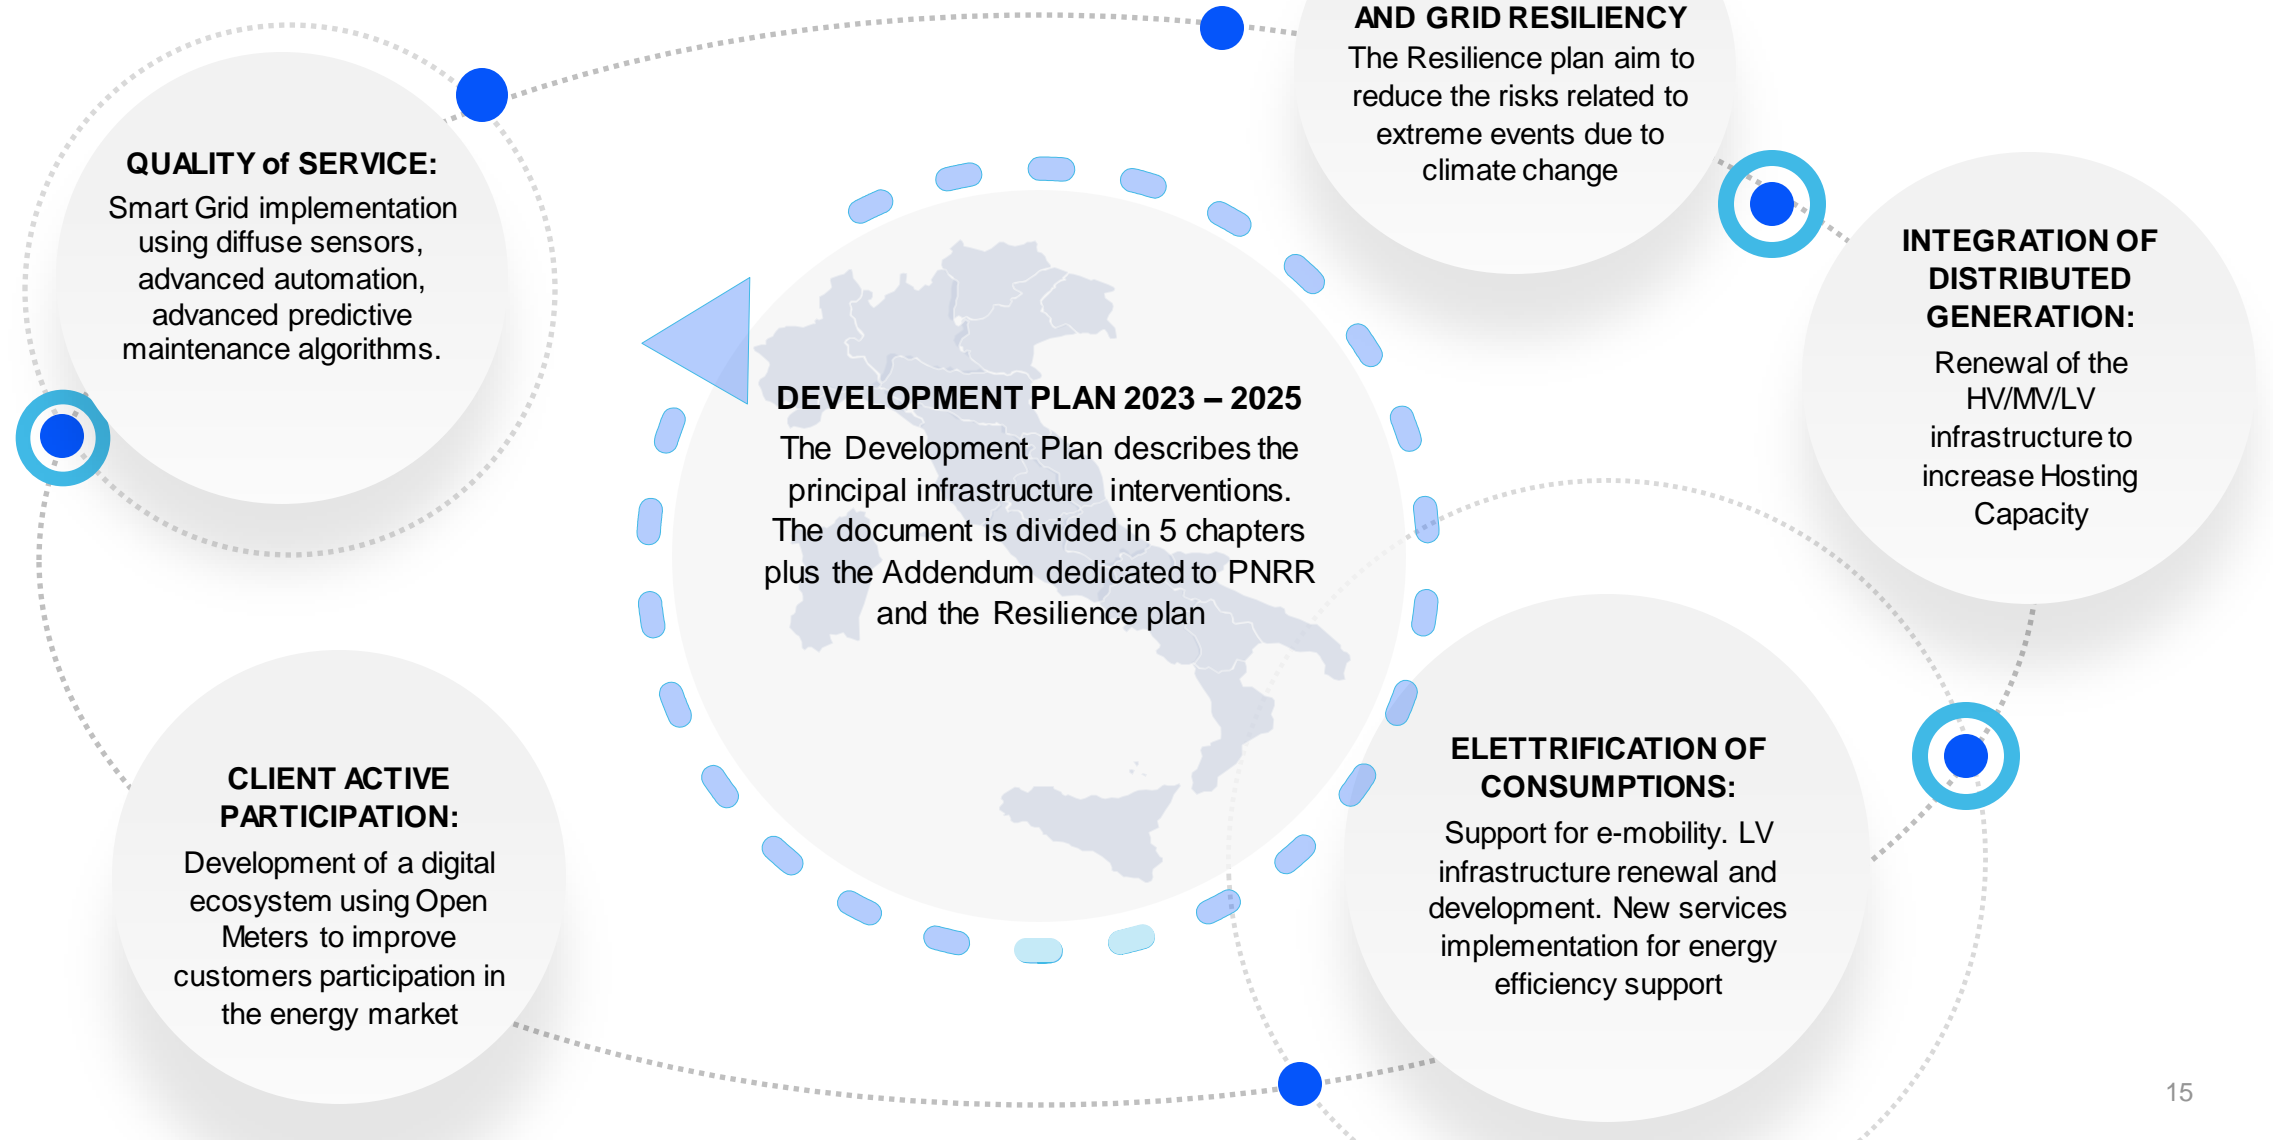 AND GRID RESILIENCY
The Resilience plan aim to
reduce the risks related to
extreme events due to
climate change
QUALITY of SERVICE:
Smart Grid implementation
using diffuse sensors,
advanced automation,
advanced predictive
maintenance algorithms.
INTEGRATION OF
DISTRIBUTED
GENERATION:
Renewal of the
HV/MV/LV
infrastructure to
increase Hosting
Capacity
DEVELOPMENT PLAN 2023 – 2025
The Development Plan describes the
principal infrastructure interventions.
The document is divided in 5 chapters
plus the Addendum dedicated to PNRR
and the Resilience plan
ELETTRIFICATION OF
CONSUMPTIONS:
Support for e-mobility. LV
infrastructure renewal and
development. New services
implementation for energy
efficiency support
CLIENT ACTIVE
PARTICIPATION:
Development of a digital
ecosystem using Open
Meters to improve
customers participation in
the energy market
15